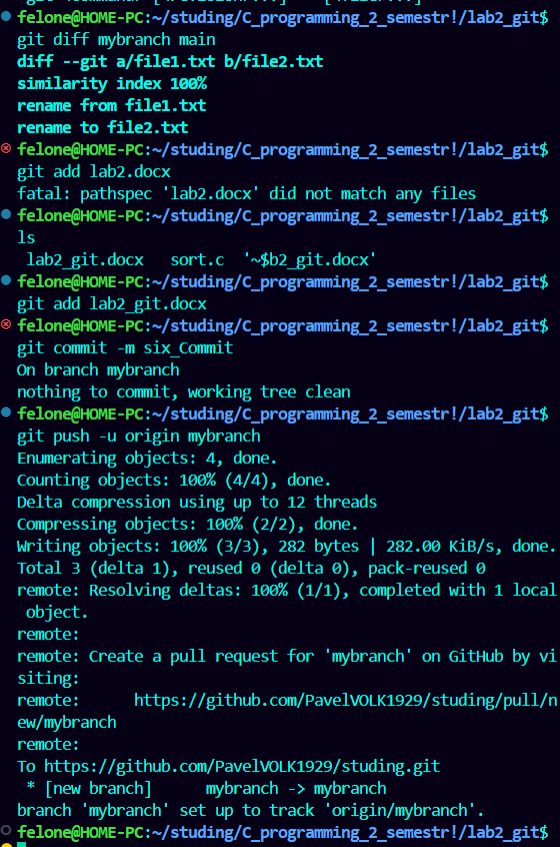 felone@HOME-PC:~/studing/C_programming_2_semestr!/lab2_git$
git diff mybranch main
diff --git a/file1.txt b/file2.txt
similarity index 100%
rename from file1.txt
rename to file2.txt
felone@HOME-PC:~/studing/C_programming_2_semestr!/lab2_git$
git add lab2.docx
fatal: pathspec 'lab2.docx' did not match any files
felone@HOME-PC:~/studing/C_programming_2_semestr!/lab2_git$
ls
lab2_git.docx   sort.c  '~$b2_git.docx'
felone@HOME-PC:~/studing/C_programming_2_semestr!/lab2_git$
git add lab2_git.docx
felone@HOME-PC:~/studing/C_programming_2_semestr!/lab2_git$
git commit -m six_Commit
On branch mybranch
nothing to commit, working tree clean
felone@HOME-PC:~/studing/C_programming_2_semestr!/lab2_git$
git push -u origin mybranch
Enumerating objects: 4, done.
Counting objects: 100% (4/4), done.
Delta compression using up to 12 threads
Compressing objects: 100% (2/2), done.
Writing objects: 100% (3/3), 282 bytes | 282.00 KiB/s, done.
Total 3 (delta 1), reused 0 (delta 0), pack-reused 0
remote: Resolving deltas: 100% (1/1), completed with 1 local
 object.
remote:
remote: Create a pull request for 'mybranch' on GitHub by vi
siting:
remote:      https://github.com/PavelVOLK1929/studing/pull/n
ew/mybranch
remote:
To https://github.com/PavelVOLK1929/studing.git
 * [new branch]      mybranch -> mybranch
branch 'mybranch' set up to track 'origin/mybranch'.
felone@HOME-PC:~/studing/C_programming_2_semestr!/lab2_git$